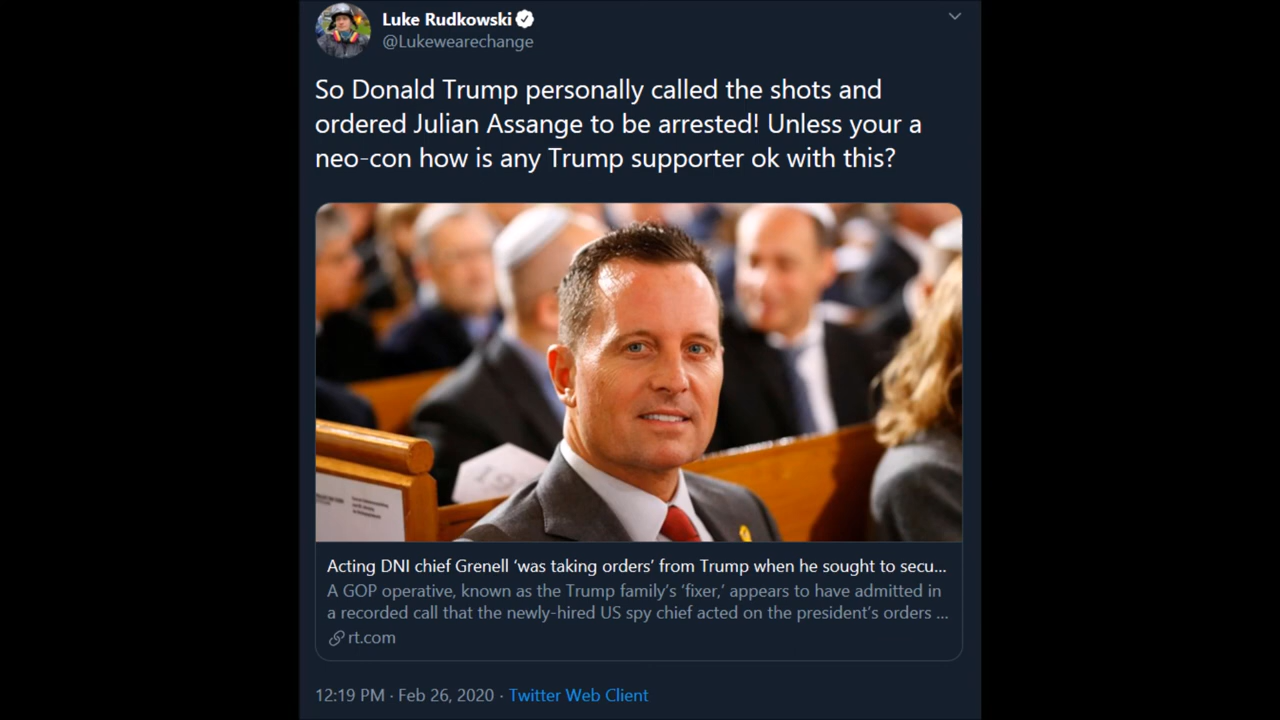 Luke Rudkowski
@Lukewearechange
So Donald Trump personally called the shots and
ordered Julian Assange to be arrested! Unless your a
neo-con how is any Trump supporter ok with this?
19
Acting DNI chief Grenell ‘was taking orders’ from Trump when he sought to secu...
A GOP operative, known as the Trump family’s ‘fixer,’ appears to have admitted in
a recorded call that the newly-hired US spy chief acted on the president’s orders ...
rt.com
12:19 PM · Feb 26, 2020 · Twitter Web Client